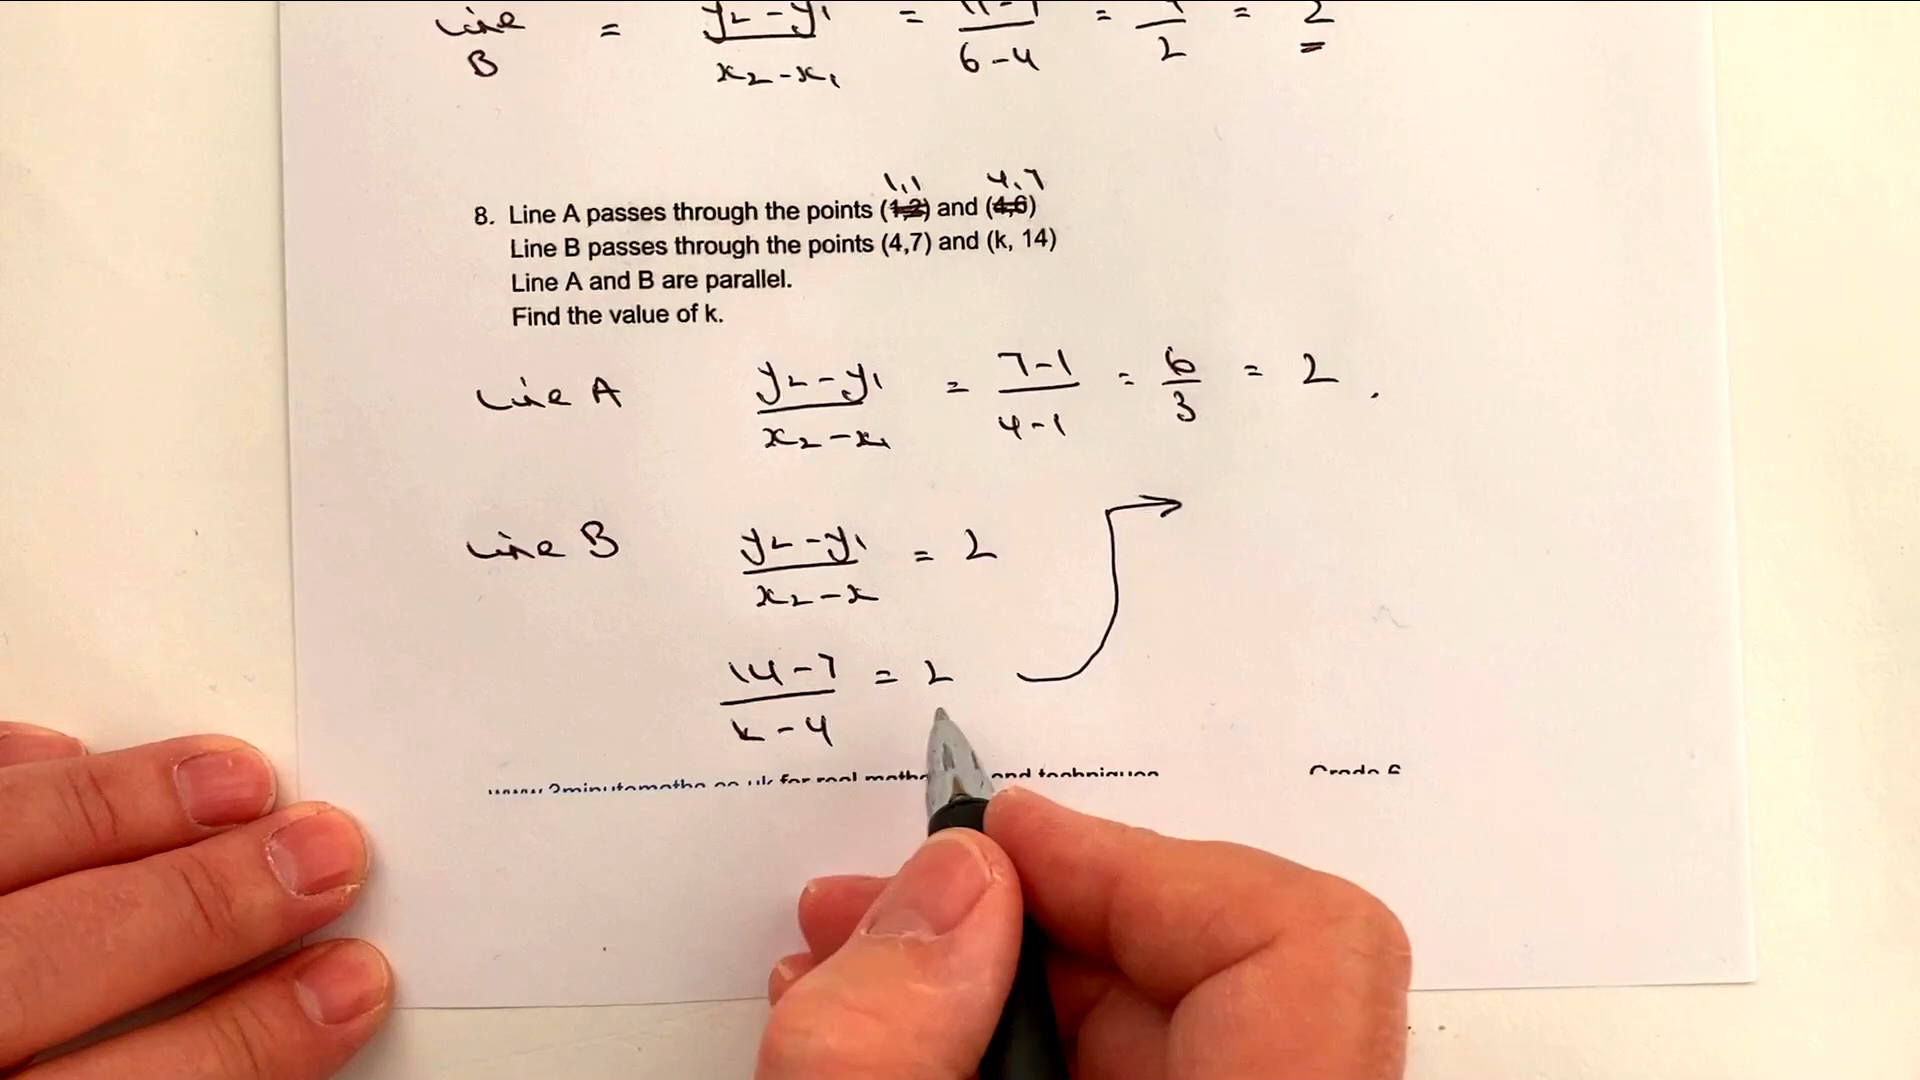 Line = y2 - y1 = = = 2
B x2 - x1 6 - 4 2
1,1 4,7
8. Line A passes through the points (1,2) and (4,6)
Line B passes through the points (4,7) and (k, 14)
Line A and B are parallel.
Find the value of k.
Line A y2 - y1 = 7 - 1 = 6 = 2 .
x2 - x1 4 - 1 3
Line B y2 - y1 = 2
x2 - x
14 - 7 = 2
k - 4